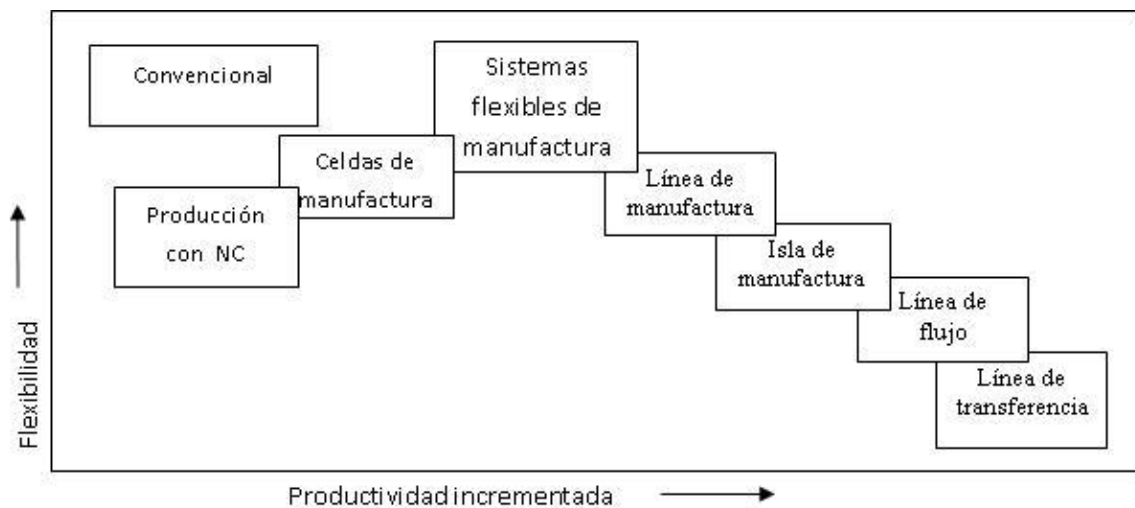 Convencional
Sistemas
flexibles de
manufactura
Celdas de
manufactura
Producción
con NC
Línea de
manufactura
Isla de
manufactura
Línea de
flujo
Línea de
transferencia
Flexibilidad
Productividad incrementada